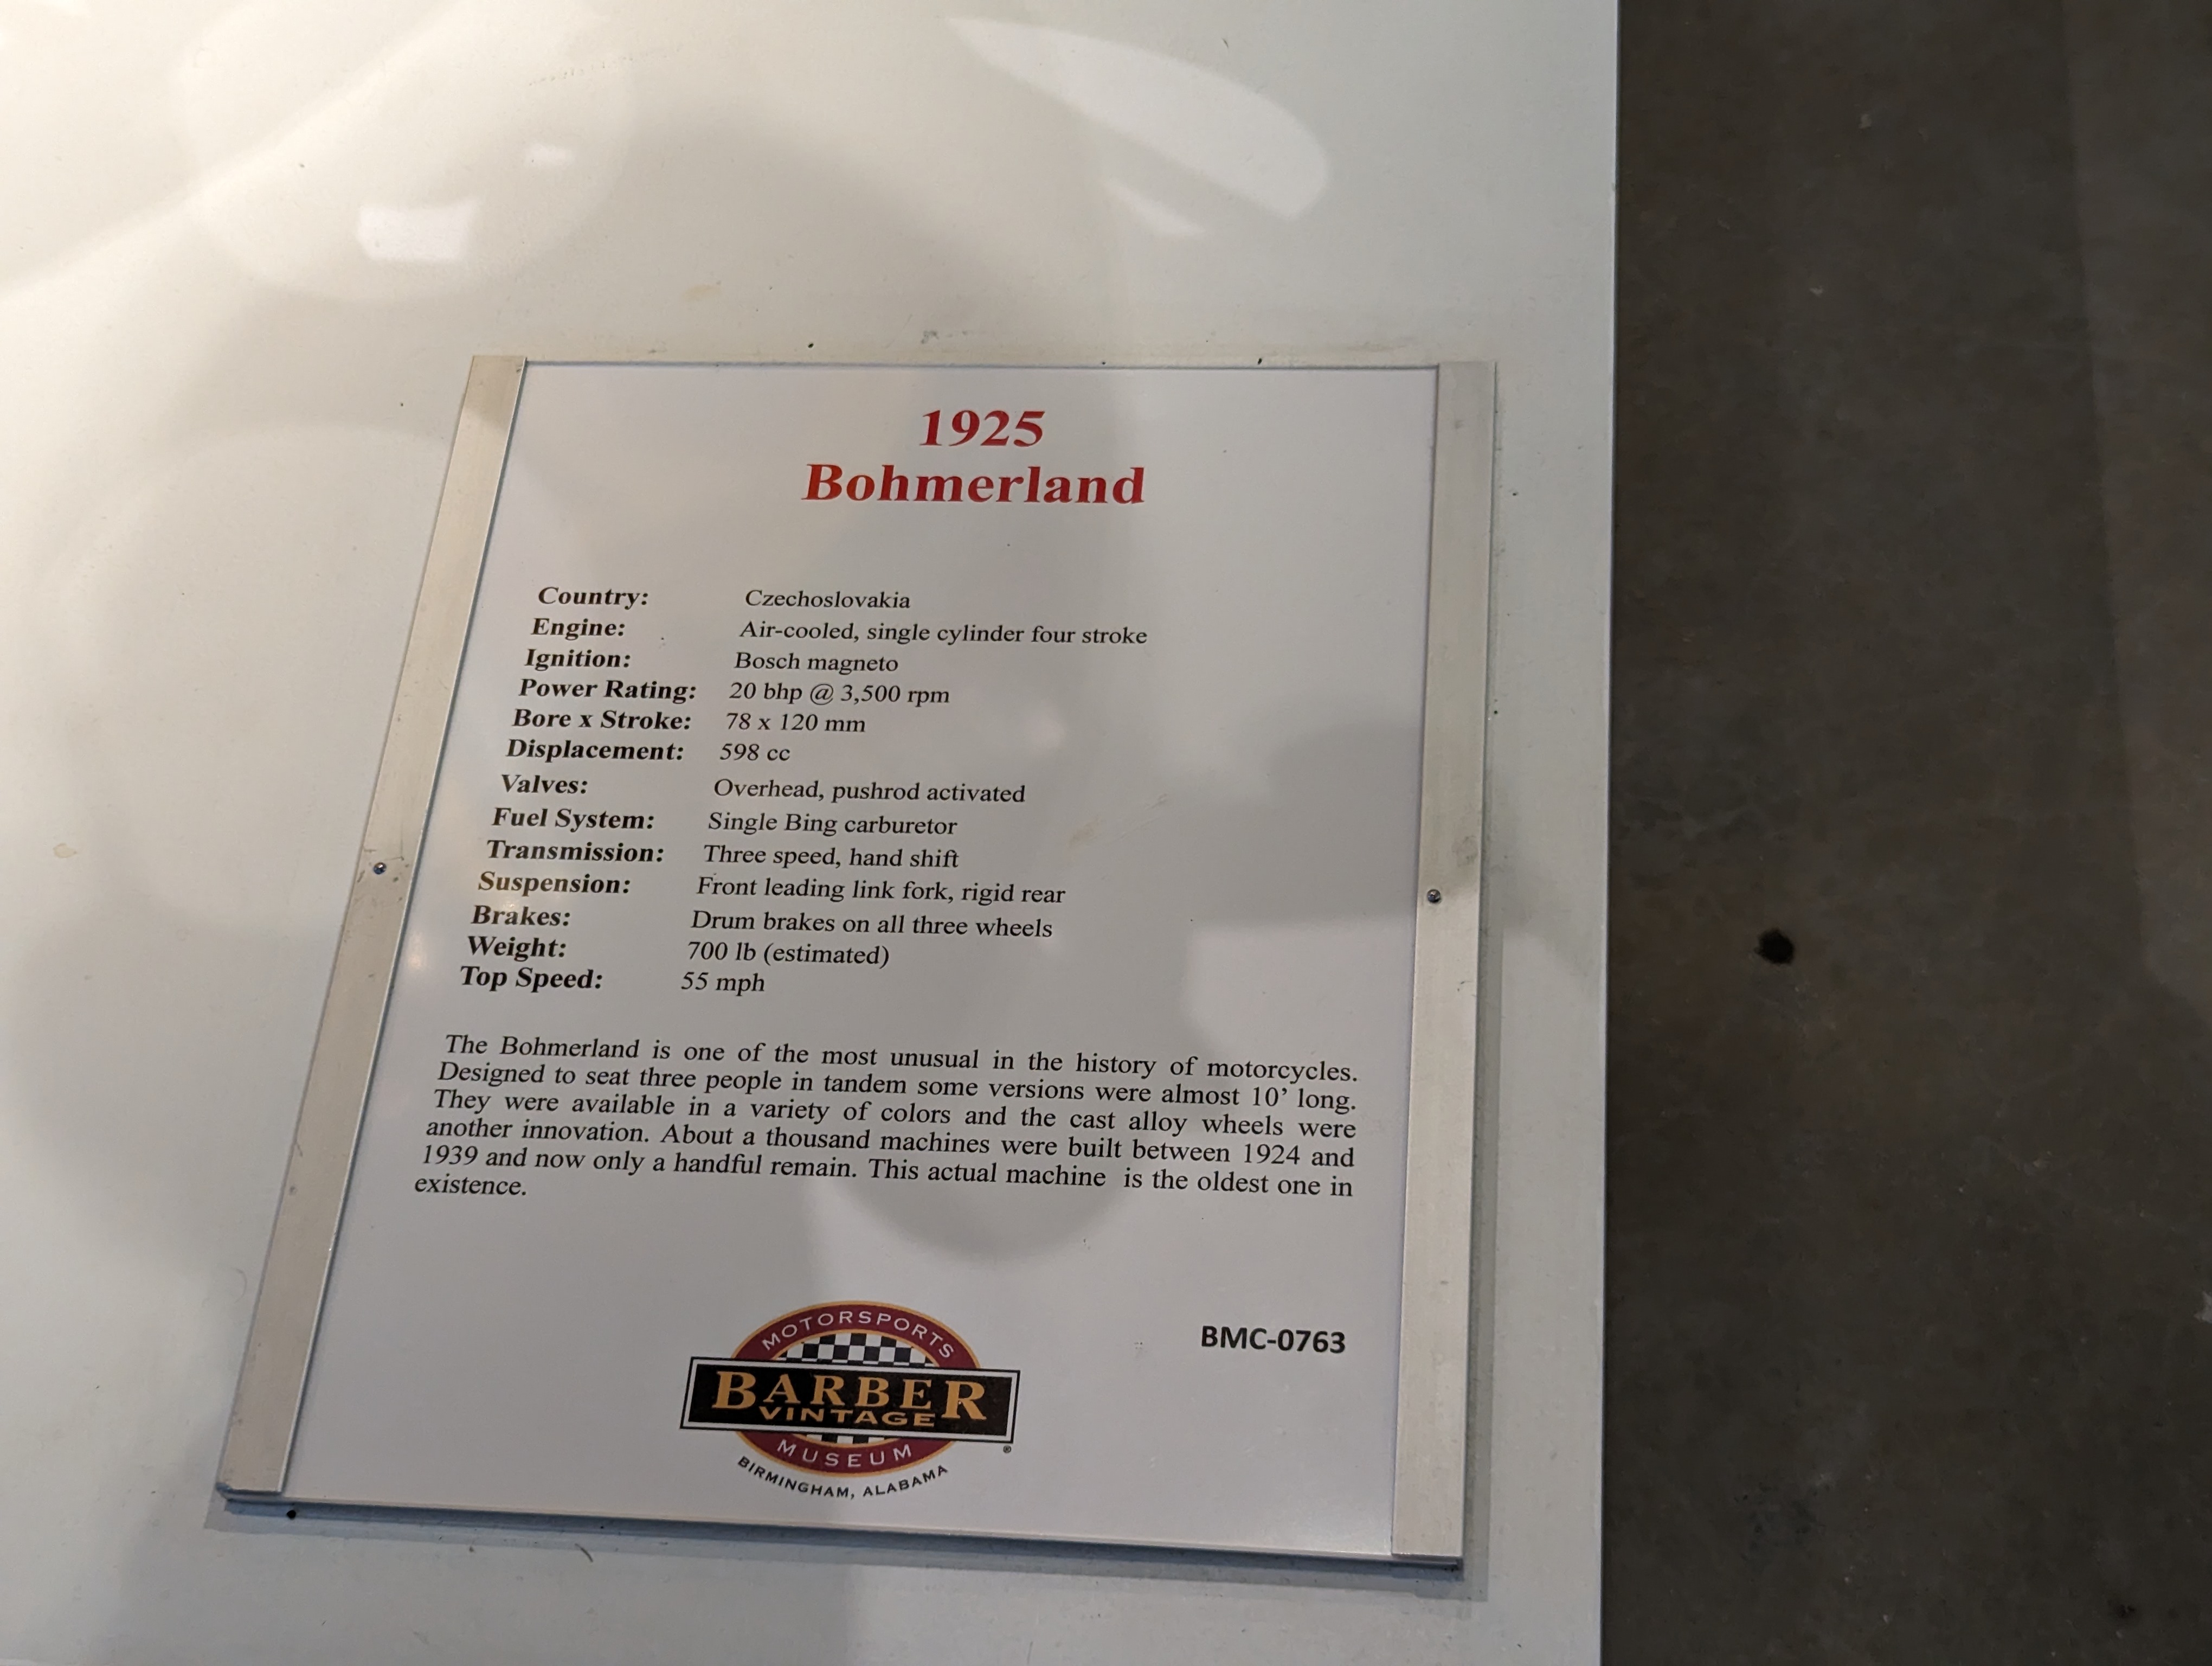 1925
Bohmerland
Country: Czechoslovakia
Engine: Air-cooled, single cylinder four stroke
Ignition: Bosch magneto
Power Rating: 20 bhp @ 3,500 rpm
Bore x Stroke: 78 x 120 mm
Displacement: 598 cc
Valves: Overhead, pushrod activated
Fuel System: Single Bing carburetor
Transmission: Three speed, hand shift
Suspension: Front leading link fork, rigid rear
Brakes: Drum brakes on all three wheels
Weight: 700 lb (estimated)
Top Speed: 55 mph
The Bohmerland is one of the most unusual in the history of motorcycles.
Designed to seat three people in tandem some versions were almost 10’ long.
They were available in a variety of colors and the cast alloy wheels were
another innovation. About a thousand machines were built between 1924 and
1939 and now only a handful remain. This actual machine is the oldest one in
existence.
BMC-0763
MOTORSPORTS
BARBER
VINTAGE
MUSEUM
®
BIRMINGHAM, ALABAMA